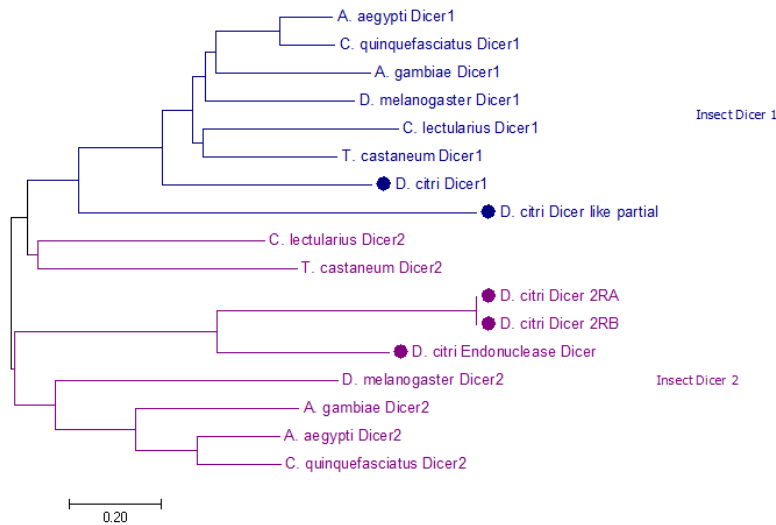 A. aegypti Dicer1
C. quinquefasciatus Dicer1
A. gambiae Dicer1
D. melanogaster Dicer1
Insect Dicer 1
C. lectularius Dicer1
T. castaneum Dicer1
D. citri Dicer1
D. citri Dicer like partial
C. lectularius Dicer2
T. castaneum Dicer2
D. citri Dicer 2RA
D. citri Dicer 2RB
D. citri Endonuclease Dicer
D. melanogaster Dicer2
Insect Dicer 2
A. gambiae Dicer2
A. aegypti Dicer2
C. quinquefasciatus Dicer2
0.20